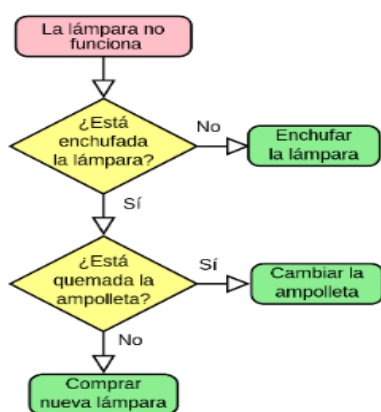 La lámpara no
funciona
¿Está
enchufada
la lámpara?
No
Enchufar
la lámpara
Sí
¿Está
quemada la
ampolleta?
Sí
Cambiar la
ampolleta
No
Comprar
nueva lámpara